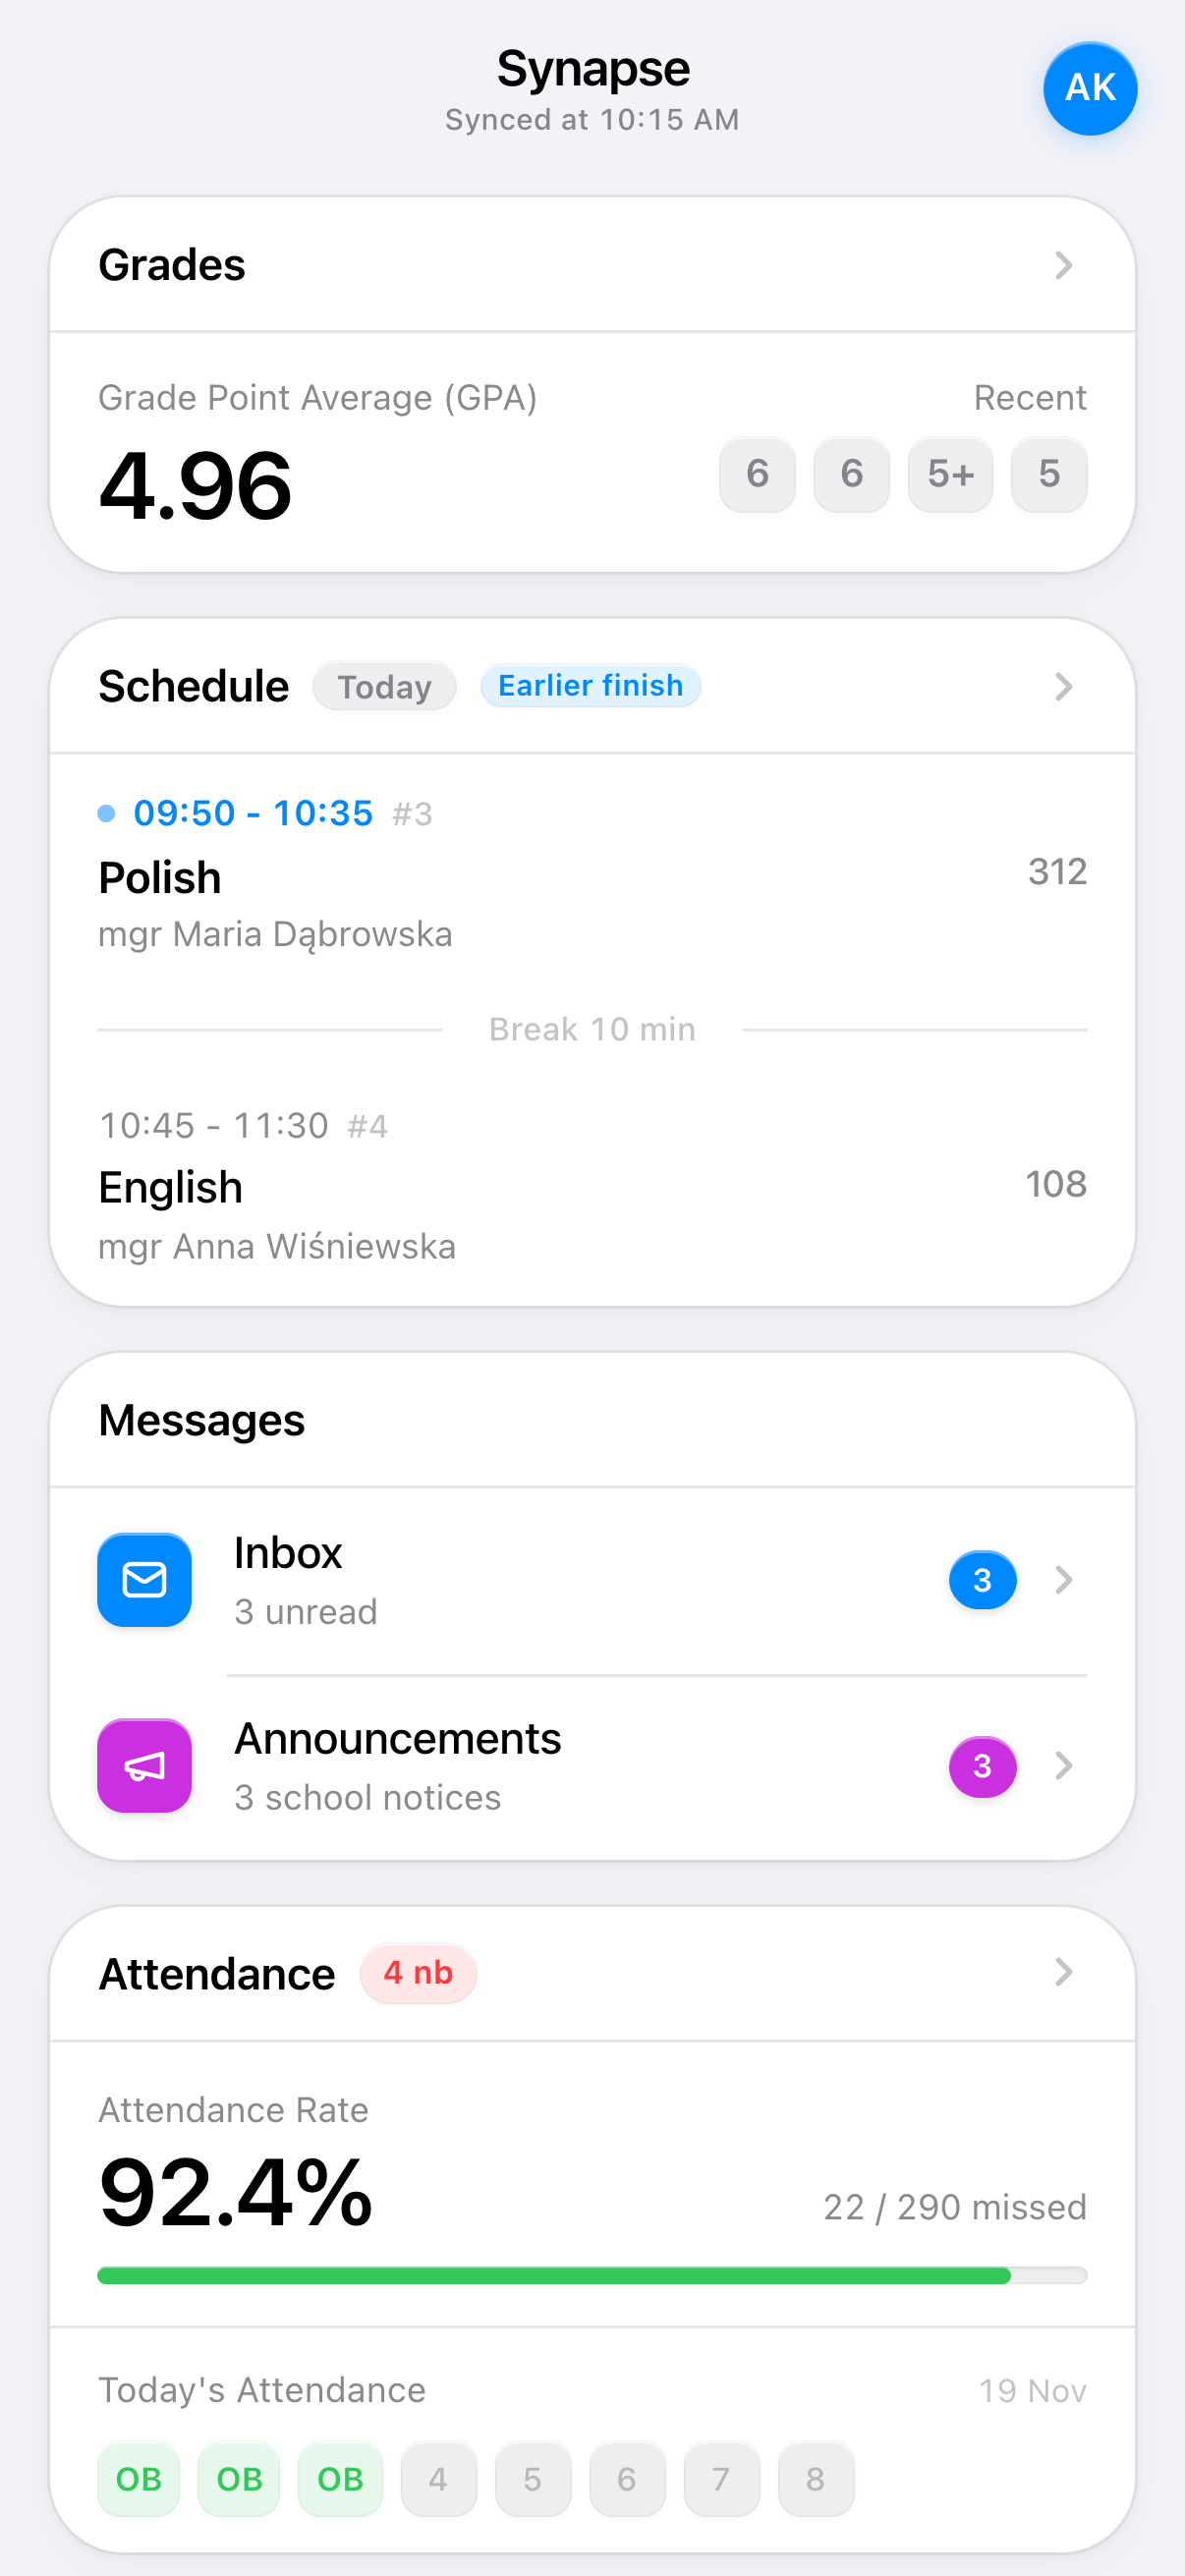 Synapse
Synced at 10:15 AM
AK
Grades
Grade Point Average (GPA)
Recent
4.96
6 6 5+ 5
Schedule Today Earlier finish
09:50 - 10:35 #3
Polish
312
mgr Maria Dąbrowska
Break 10 min
10:45 - 11:30 #4
English
108
mgr Anna Wiśniewska
Messages
Inbox
3 unread
3
Announcements
3 school notices
3
Attendance 4 nb
Attendance Rate
92.4%
22 / 290 missed
Today's Attendance
19 Nov
OB OB OB 4 5 6 7 8